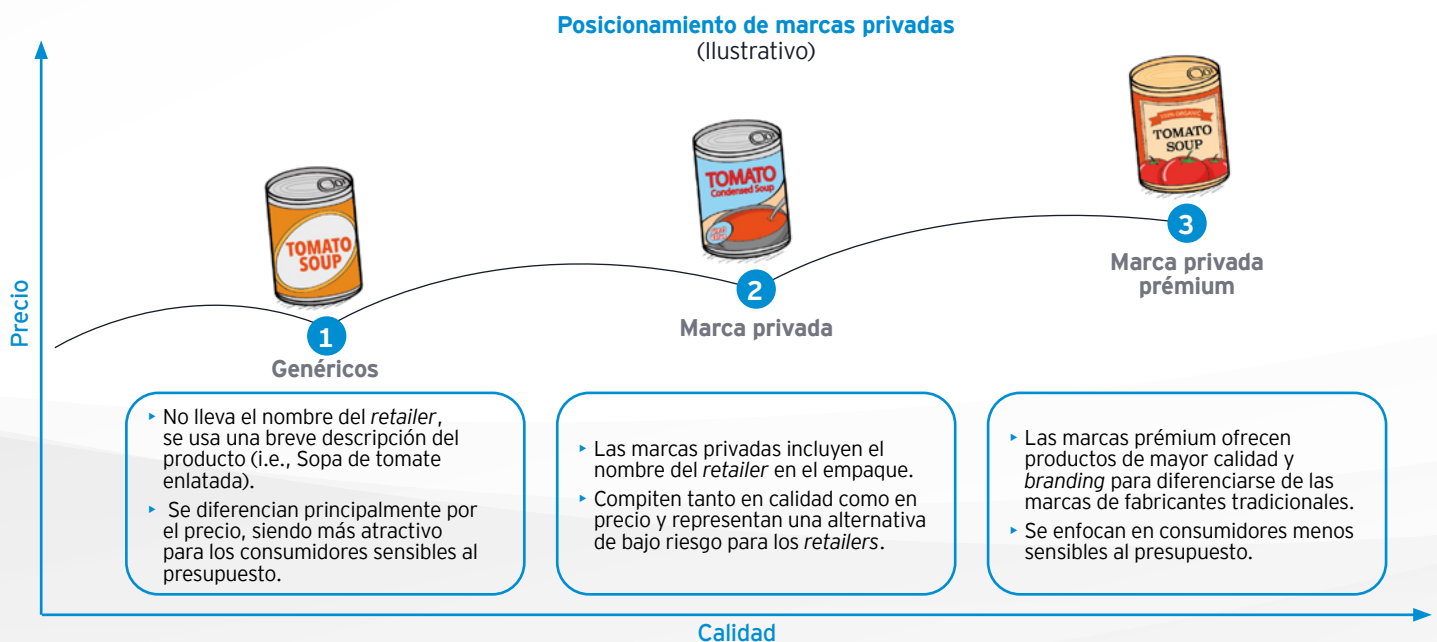 Posicionamiento de marcas privadas
(Ilustrativo)
Precio
TOMATO
SOUP
1
Genéricos
TOMATO
Condensed Soup
2
Marca privada
100% ORGANIC
TOMATO
SOUP
3
Marca privada
prémium
‣ No lleva el nombre del retailer,
se usa una breve descripción del
producto (i.e., Sopa de tomate
enlatada).
‣ Se diferencian principalmente por
el precio, siendo más atractivo
para los consumidores sensibles al
presupuesto.
‣ Las marcas privadas incluyen el
nombre del retailer en el empaque.
‣ Compiten tanto en calidad como en
precio y representan una alternativa
de bajo riesgo para los retailers.
‣ Las marcas prémium ofrecen
productos de mayor calidad y
branding para diferenciarse de las
marcas de fabricantes tradicionales.
‣ Se enfocan en consumidores menos
sensibles al presupuesto.
Calidad